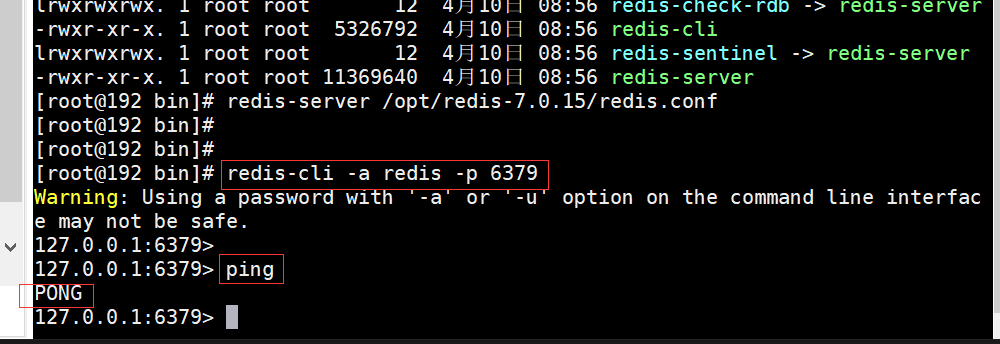 lrwxrwxrwx. 1 root root       12  4月10日 08:56 redis-check-rdb -> redis-server
-rwxr-xr-x. 1 root root  5326792  4月10日 08:56 redis-cli
lrwxrwxrwx. 1 root root       12  4月10日 08:56 redis-sentinel -> redis-server
-rwxr-xr-x. 1 root root 11369640  4月10日 08:56 redis-server
[root@192 bin]# redis-server /opt/redis-7.0.15/redis.conf
[root@192 bin]#
[root@192 bin]#
[root@192 bin]# redis-cli -a redis -p 6379
Warning: Using a password with '-a' or '-u' option on the command line interfac
e may not be safe.
127.0.0.1:6379>
127.0.0.1:6379> ping
PONG
127.0.0.1:6379>